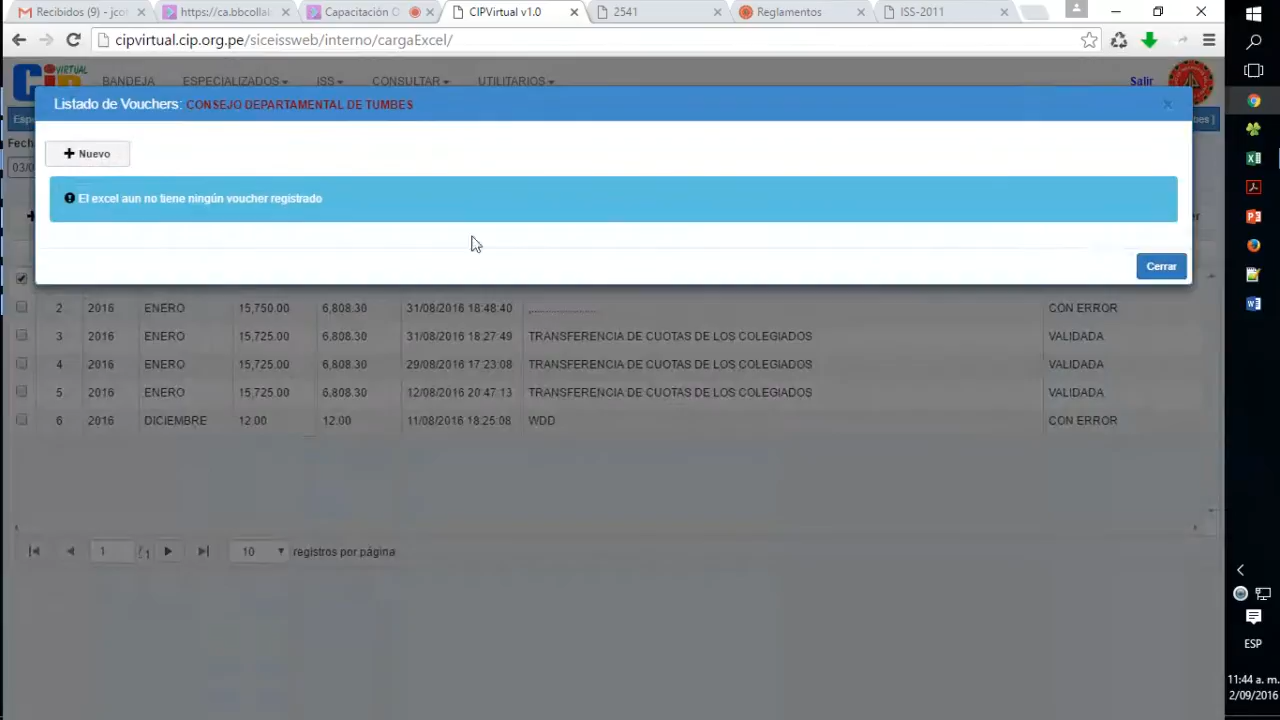 Recibidos (9) - jcot
https://ca.bbcollab
Capacitación O
CIPVirtual v1.0
2541
Reglamentos
ISS-2011
cipvirtual.cip.org.pe/siceissweb/interno/cargaExcel/
VIRTUAL
BANDEJA
ESPECIALIZADOS
ISS
CONSULTAR
UTILITARIOS
Salir
Listado de Vouchers: CONSEJO DEPARTAMENTAL DE TUMBES
Nuevo
El excel aun no tiene ningún voucher registrado
Cerrar
2 2016 ENERO 15,750.00 6,808.30 31/08/2016 18:48:40 CON ERROR
3 2016 ENERO 15,725.00 6,808.30 31/08/2016 18:27:49 TRANSFERENCIA DE CUOTAS DE LOS COLEGIADOS VALIDADA
4 2016 ENERO 15,725.00 6,808.30 29/08/2016 17:23:08 TRANSFERENCIA DE CUOTAS DE LOS COLEGIADOS VALIDADA
5 2016 ENERO 15,725.00 6,808.30 12/08/2016 20:47:13 TRANSFERENCIA DE CUOTAS DE LOS COLEGIADOS VALIDADA
6 2016 DICIEMBRE 12.00 12.00 11/08/2016 18:25:08 WDD CON ERROR
1 / 1 10 registros por página
ESP
11:44 a. m.
2/09/2016